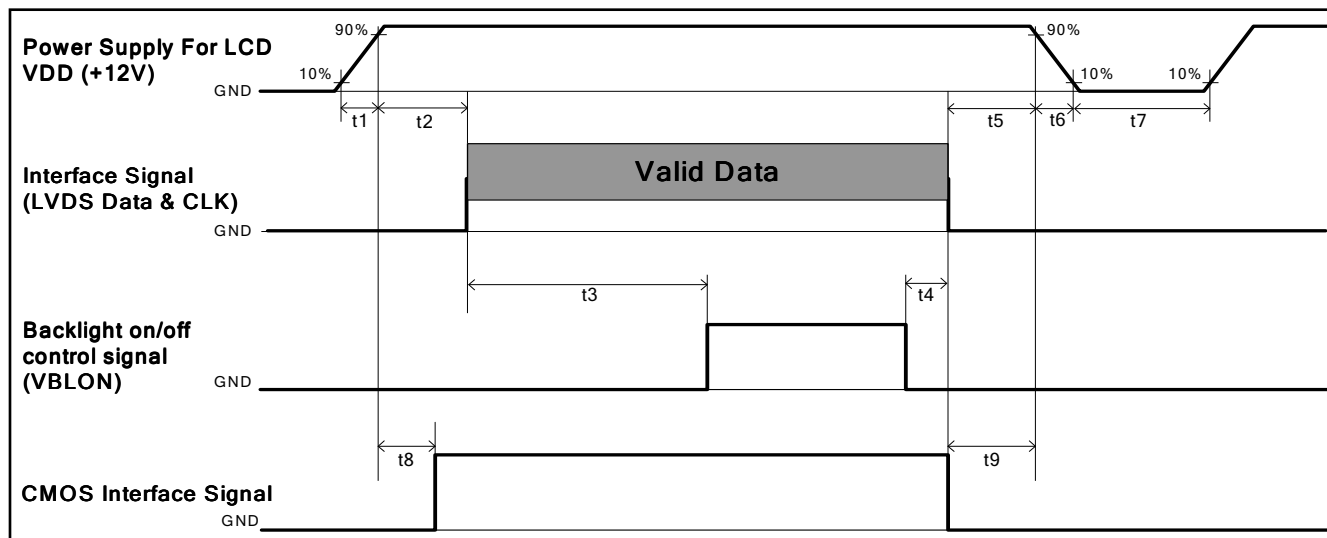 90%
90%
Power Supply For LCD
VDD (+12V)
10%
10%
10%
GND
t1
t2
t5
t6
t7
Valid Data
Interface Signal
(LVDS Data & CLK)
GND
t3
t4
Backlight on/off
control signal
(VBLON)
GND
t8
t9
CMOS Interface Signal
GND